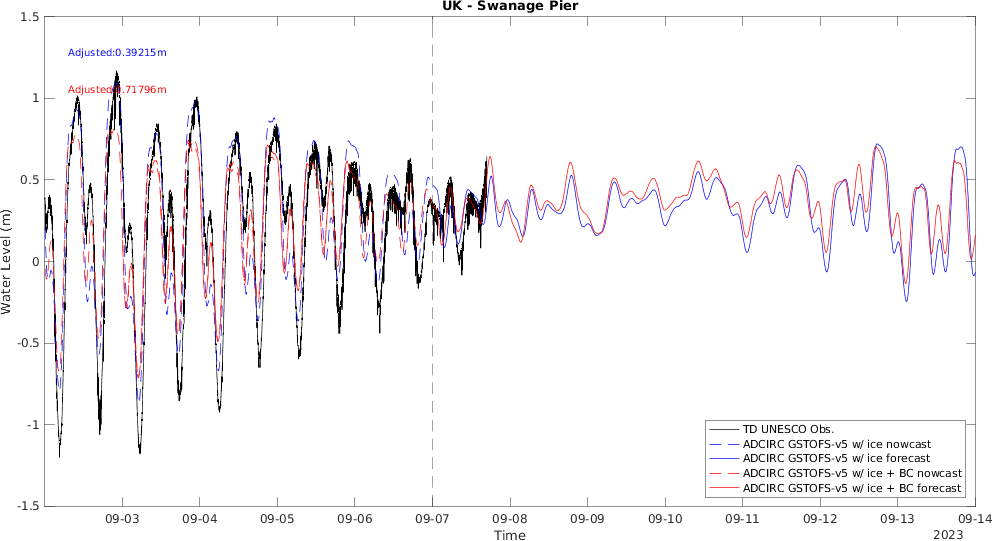 UK - Swanage Pier
1.5
Adjusted:0.39215m
1
Adjusted:0.71796m
0.5
Water Level (m)
0
-0.5
-1
-1.5
TD UNESCO Obs.
ADCIRC GSTOFS-v5 w/ ice nowcast
ADCIRC GSTOFS-v5 w/ ice forecast
ADCIRC GSTOFS-v5 w/ ice + BC nowcast
ADCIRC GSTOFS-v5 w/ ice + BC forecast
09-03 09-04 09-05 09-06 09-07 09-08 09-09 09-10 09-11 09-12 09-13 09-14
Time
2023